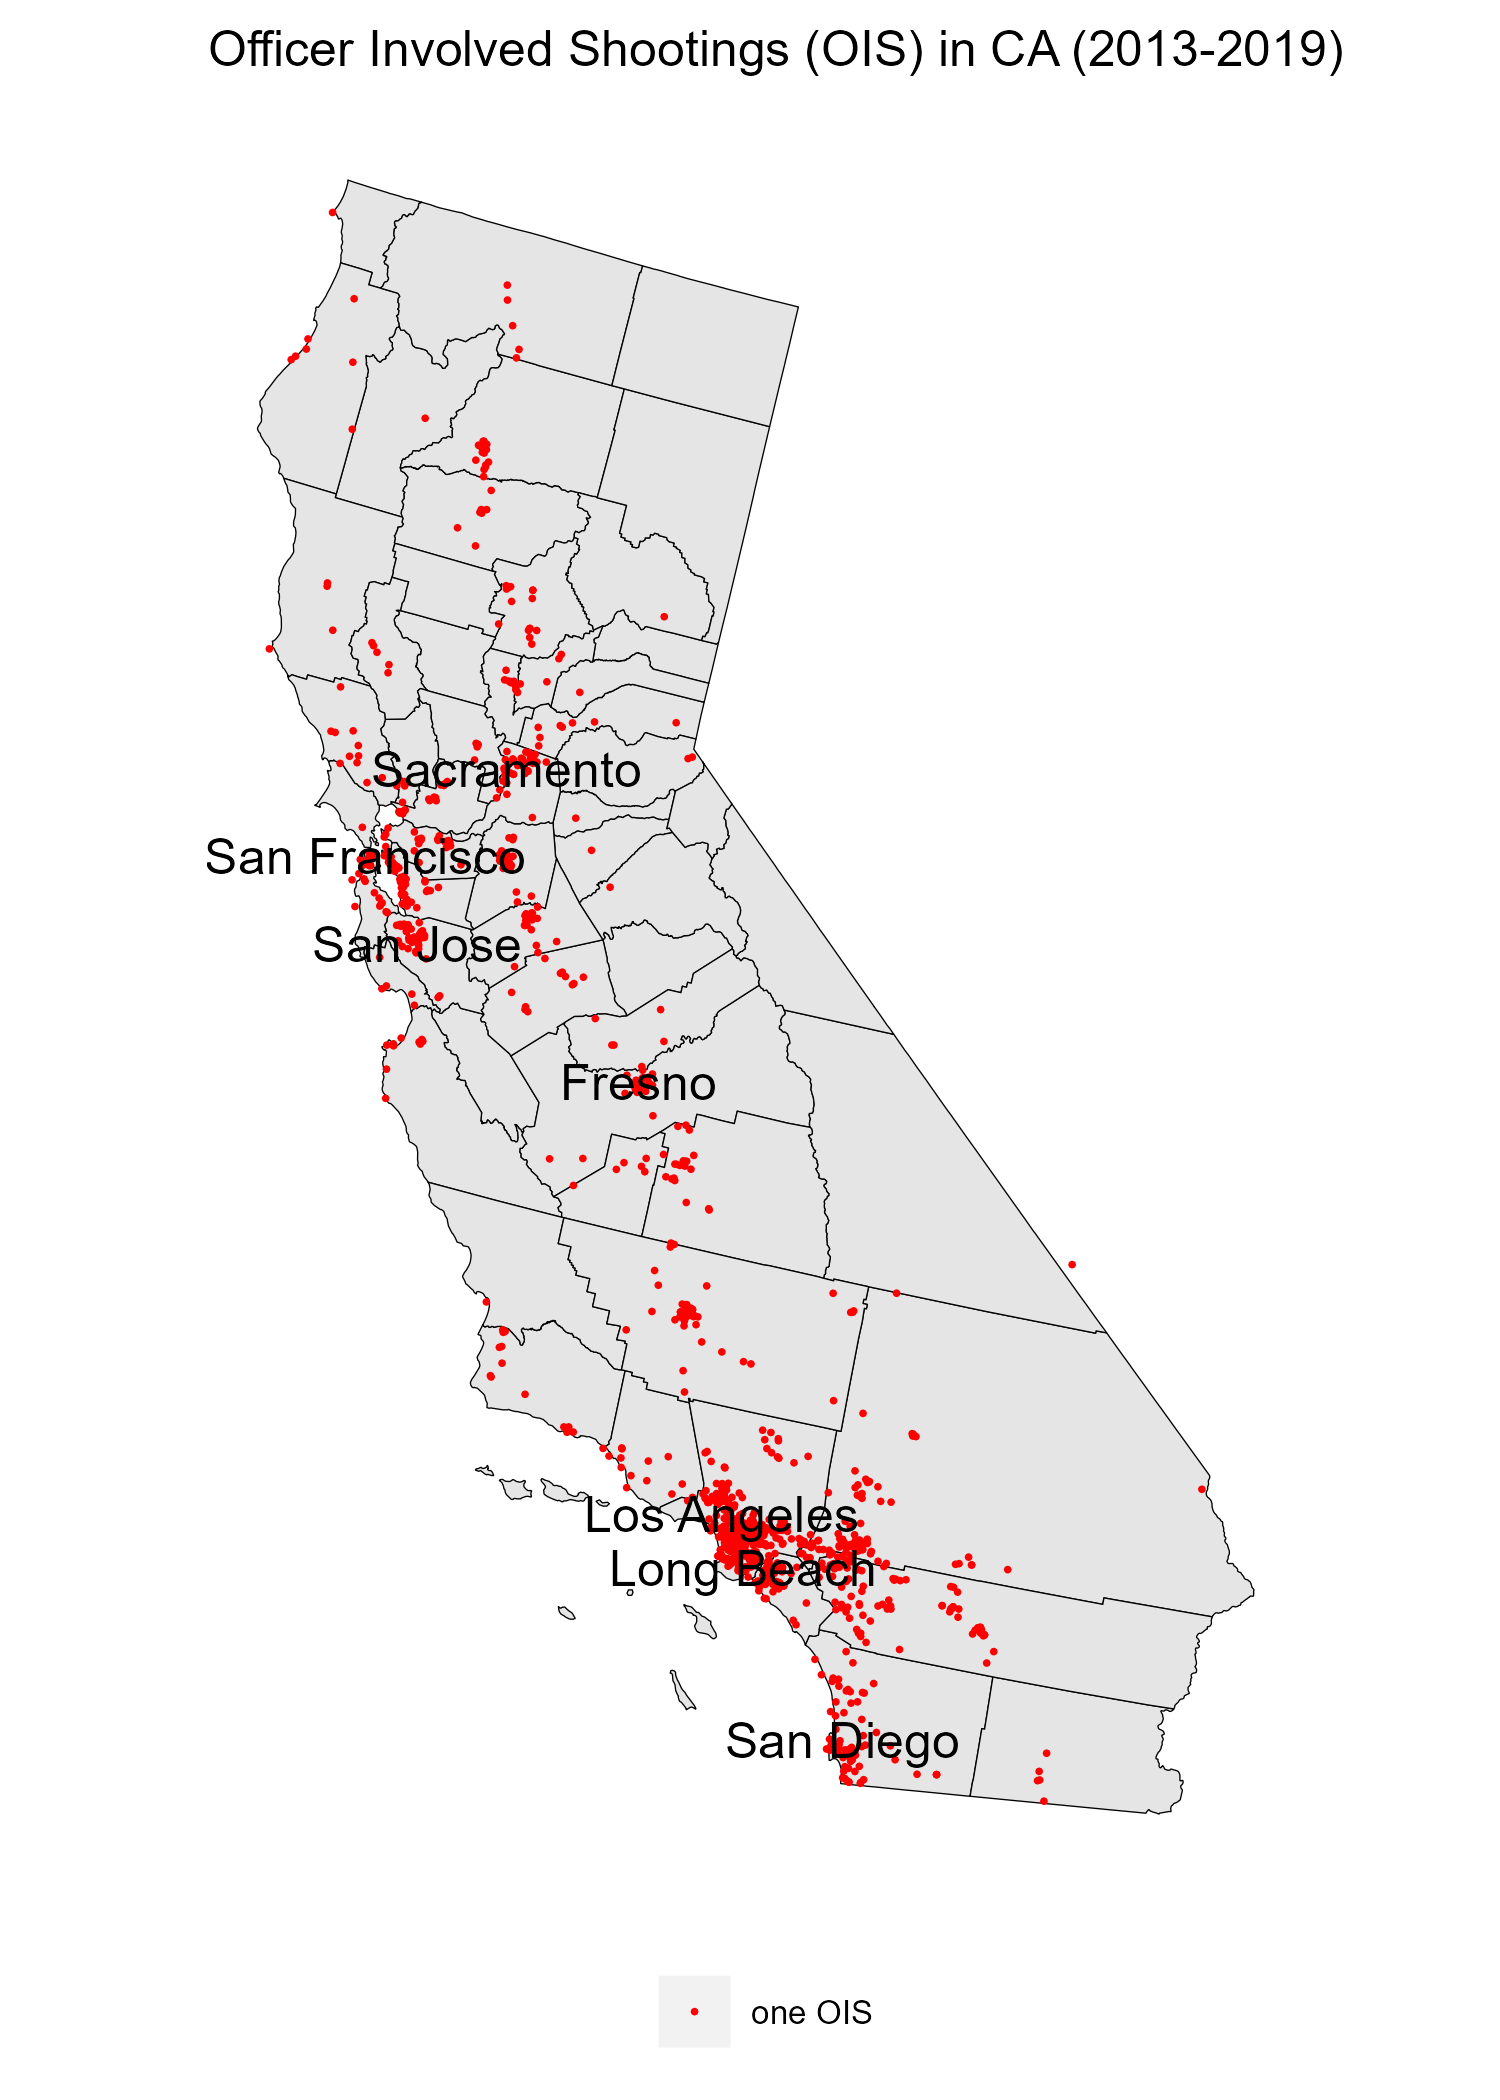 Officer Involved Shootings (OIS) in CA (2013-2019)
Sacramento
San Francisco
San Jose
Fresno
Los Angeles
Long Beach
San Diego
one OIS